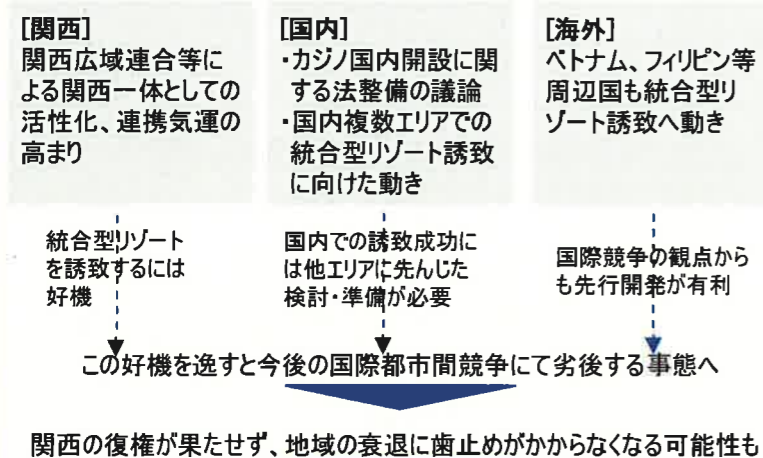 [関西]
関西広域連合等に
よる関西一体としての
活性化、連携気運の
高まり
[国内]
・カジノ国内開設に関
する法整備の議論
・国内複数エリアでの
統合型リゾート誘致
に向けた動き
[海外]
ベトナム、フィリピン等
周辺国も統合型リ
ゾート誘致へ動き
統合型リゾート
を誘致するには
好機
国内での誘致成功に
は他エリアに先んじた
検討・準備が必要
国際競争の観点から
も先行開発が有利
この好機を逸すと今後の国際都市間競争にて劣後する事態へ
関西の復権が果たせず、地域の衰退に歯止めがかからなくなる可能性も